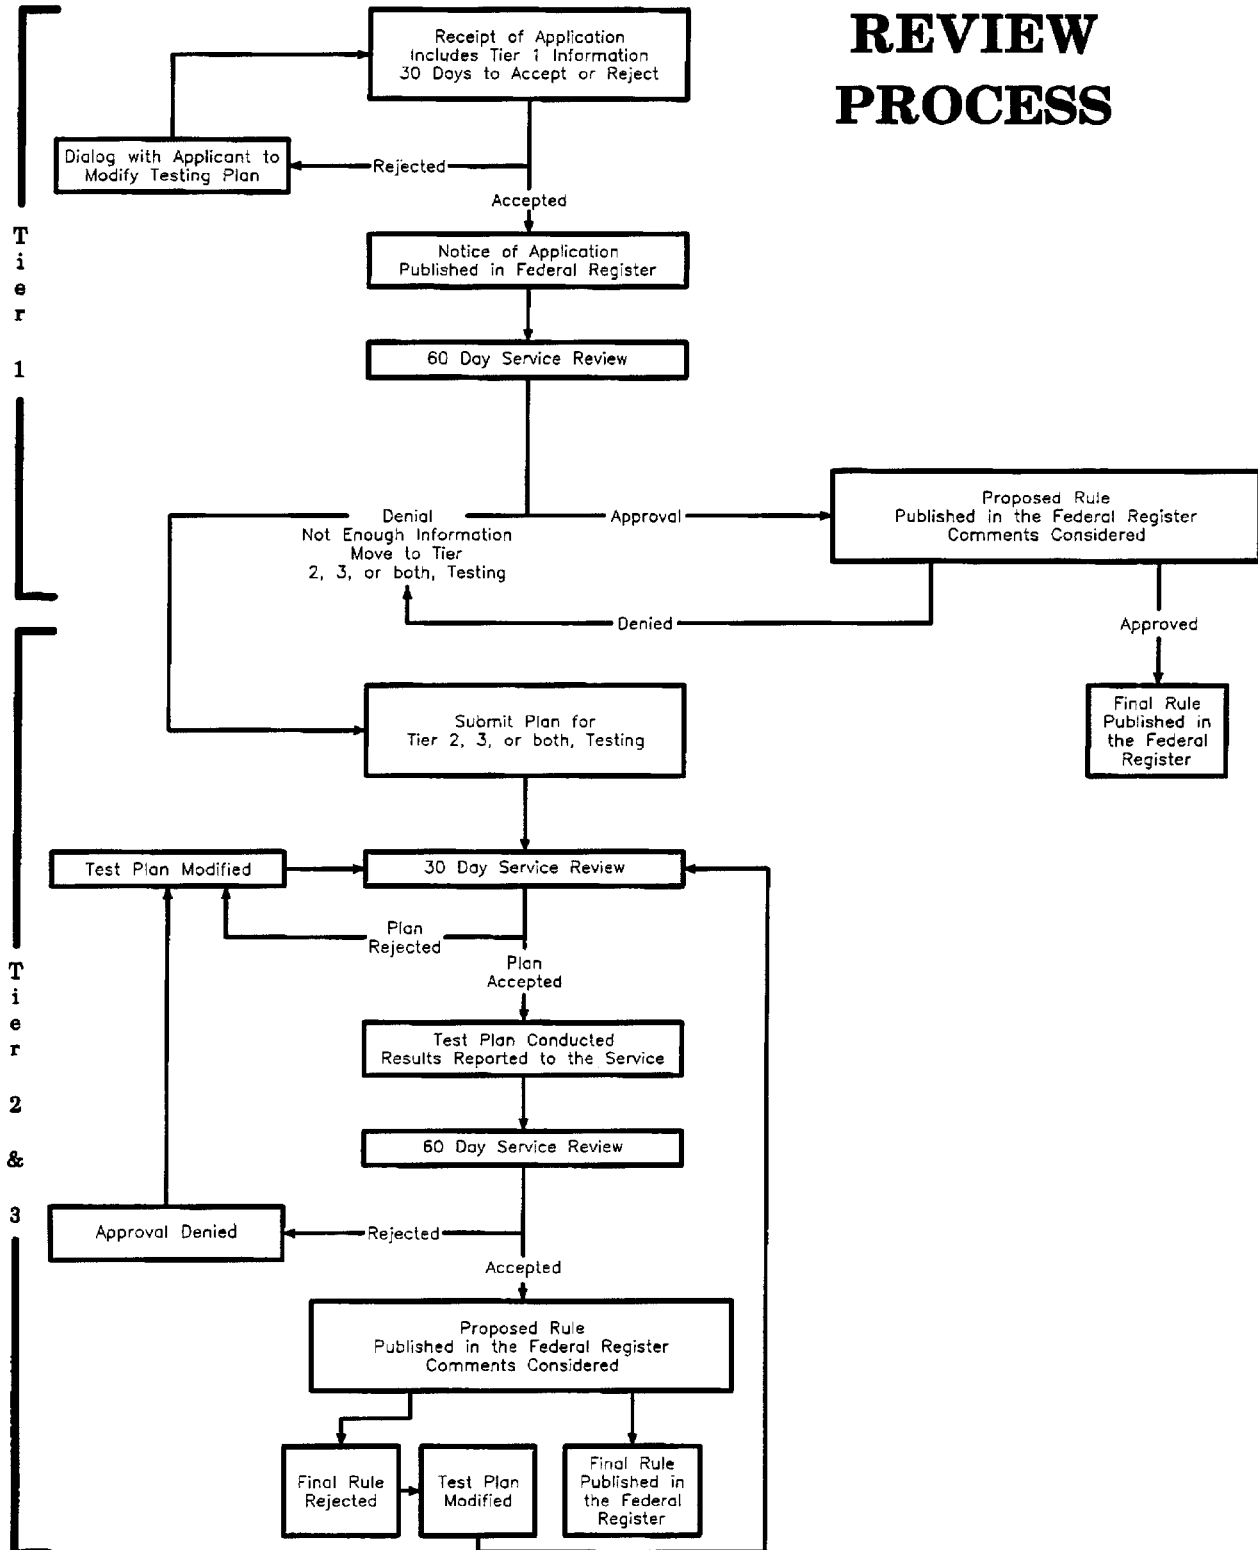 REVIEW
PROCESS
Receipt of Application
Includes Tier 1 Information
30 Days to Accept or Reject
Dialog with Applicant to
Modify Testing Plan
Rejected
Accepted
Notice of Application
Published in Federal Register
60 Day Service Review
Tier 1
Denial
Not Enough Information
Move to Tier
2, 3, or both, Testing
Approval
Proposed Rule
Published in the Federal Register
Comments Considered
Denied
Approved
Final Rule
Published in
the Federal
Register
Submit Plan for
Tier 2, 3, or both, Testing
Test Plan Modified
30 Day Service Review
Plan
Rejected
Plan
Accepted
Tier 2 & 3
Test Plan Conducted
Results Reported to the Service
60 Day Service Review
Approval Denied
Rejected
Accepted
Proposed Rule
Published in the Federal Register
Comments Considered
Final Rule
Rejected
Test Plan
Modified
Final Rule
Published in
the Federal
Register